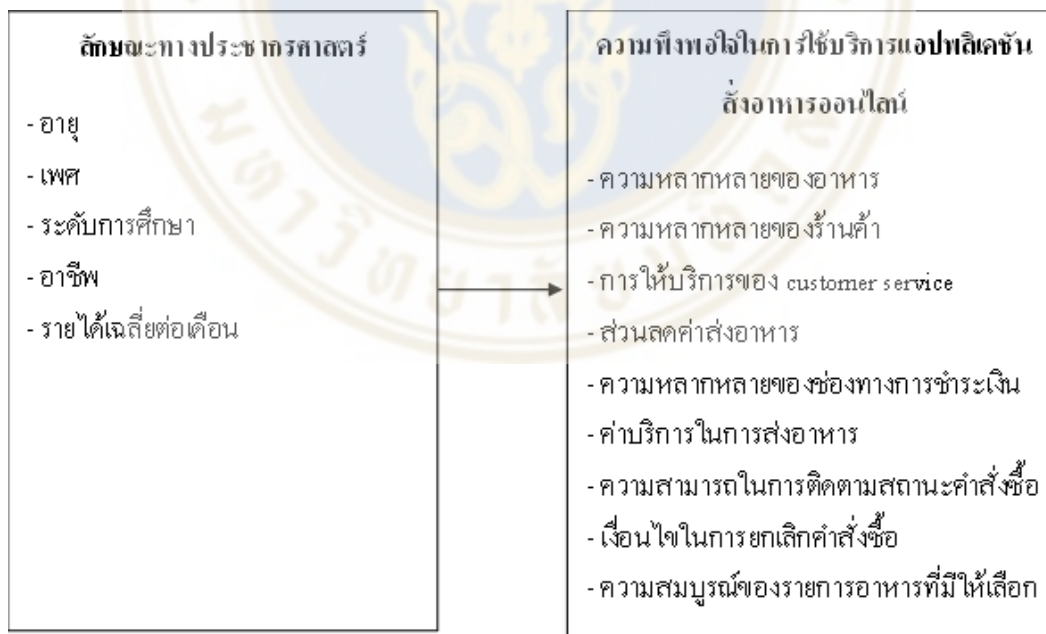 ลักษณะทางประชากรศาสตร์
- อายุ
- เพศ
- ระดับการศึกษา
- อาชีพ
- รายได้เฉลี่ยต่อเดือน
ความพึงพอใจในการใช้บริการแอปพลิเคชัน
สั่งอาหารออนไลน์
- ความหลากหลายของอาหาร
- ความหลากหลายของร้านค้า
- การให้บริการของ customer service
- ส่วนลดค่าส่งอาหาร
- ความหลากหลายของช่องทางการชำระเงิน
- ค่าบริการในการส่งอาหาร
- ความสามารถในการติดตามสถานะคำสั่งซื้อ
- เงื่อนไขในการยกเลิกคำสั่งซื้อ
- ความสมบูรณ์ของรายการอาหารที่มีให้เลือก
มหาวิทยาลัยมหิดล